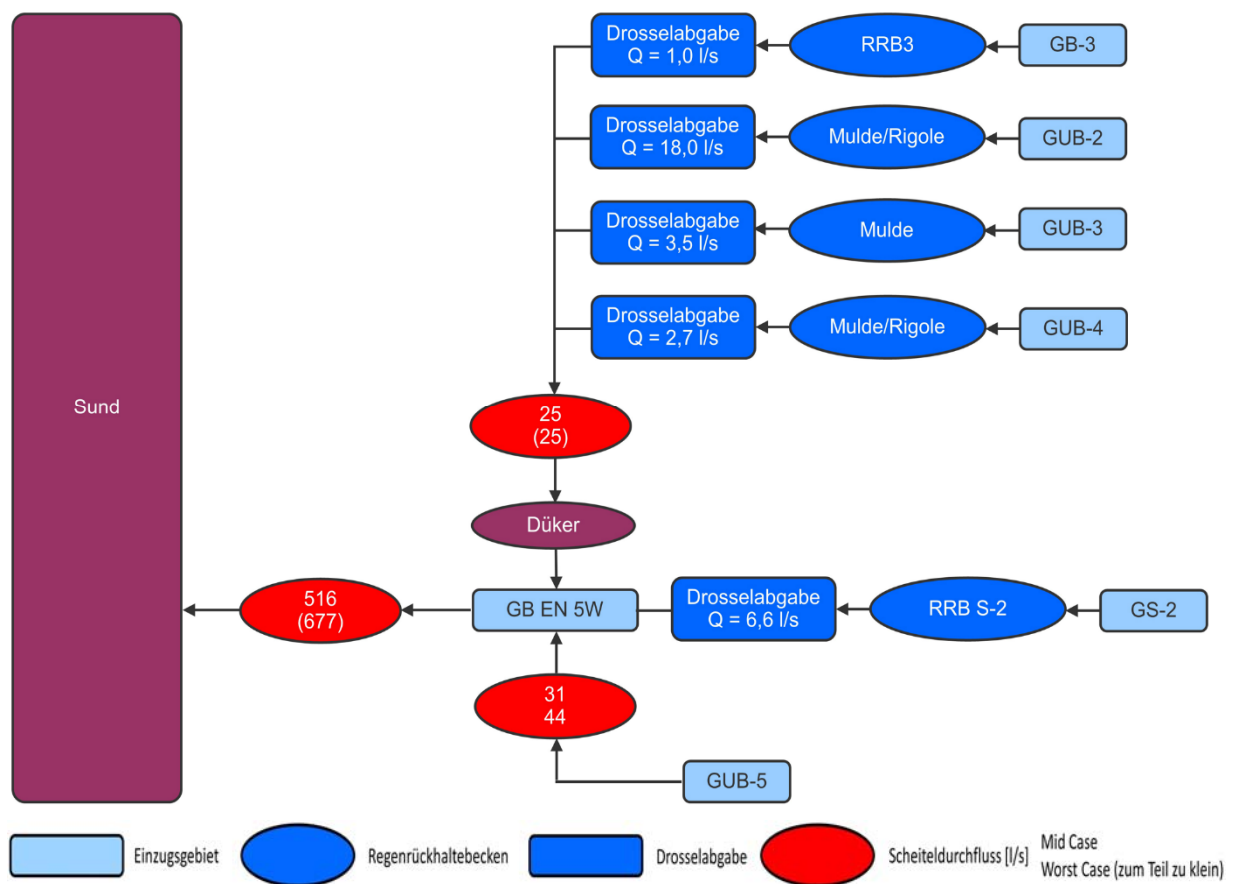 Drosselabgabe
Q = 1,0 l/s
RRB3
GB-3
Drosselabgabe
Q = 18,0 l/s
Mulde/Rigole
GUB-2
Drosselabgabe
Q = 3,5 l/s
Mulde
GUB-3
Drosselabgabe
Q = 2,7 l/s
Mulde/Rigole
GUB-4
Sund
25
(25)
Düker
516
(677)
GB EN 5W
Drosselabgabe
Q = 6,6 l/s
RRB S-2
GS-2
31
44
GUB-5
Einzugsgebiet
Regenrückhaltebecken
Drosselabgabe
Scheiteldurchfluss [l/s]
Mid Case
Worst Case (zum Teil zu klein)